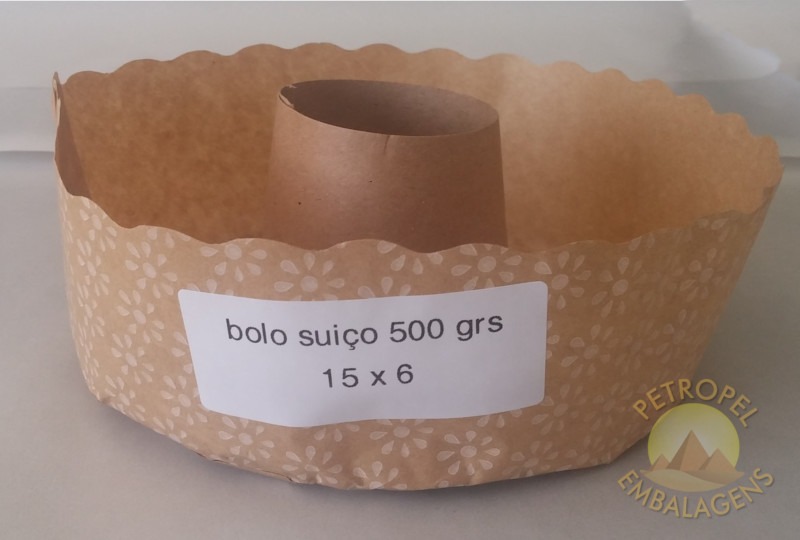 bolo suiço 500 grs
15 x 6
PETROPEL
EMBALAGENS